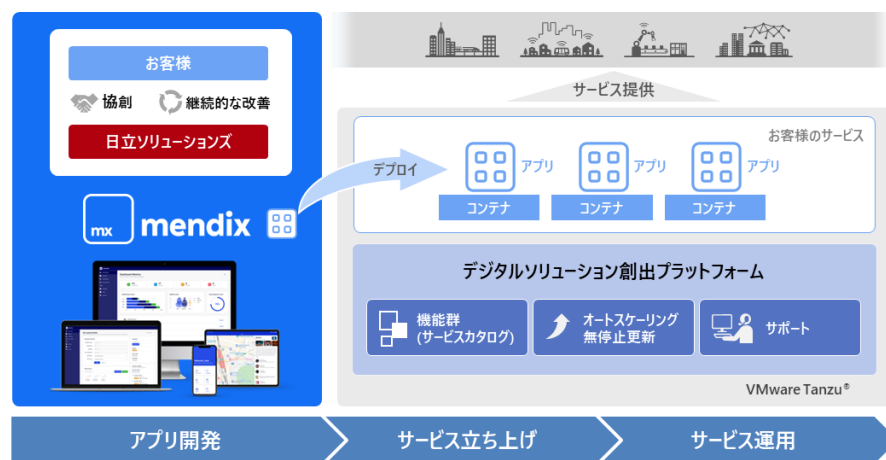 お客様
協創
継続的な改善
日立ソリューションズ
mx
mendix
サービス提供
お客様のサービス
デプロイ
アプリ
アプリ
アプリ
コンテナ
コンテナ
コンテナ
デジタルソリューション創出プラットフォーム
機能群
(サービスカタログ)
オートスケーリング
無停止更新
サポート
VMware Tanzu®
アプリ開発
サービス立ち上げ
サービス運用